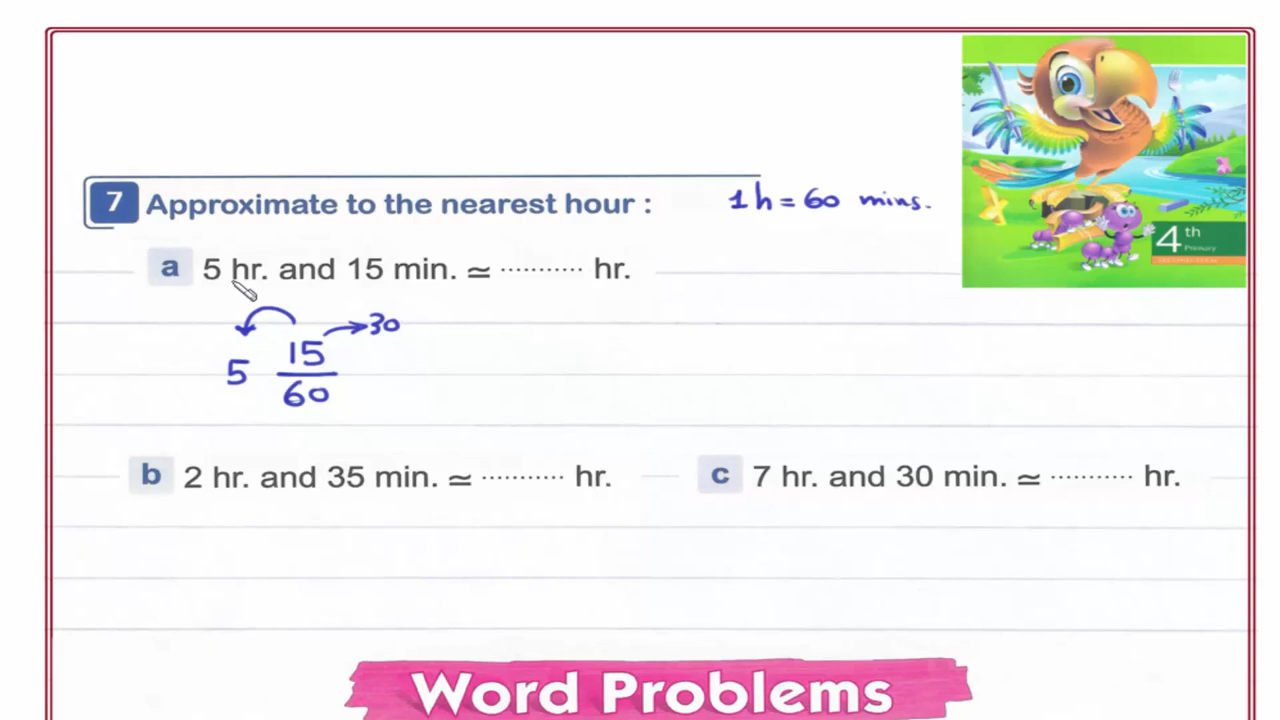 7 Approximate to the nearest hour : 1h = 60 mins.
a 5 hr. and 15 min. ≃ ........... hr.
4th
Primary
30
5 15/60
b 2 hr. and 35 min. ≃ ........... hr.
c 7 hr. and 30 min. ≃ ........... hr.
Word Problems